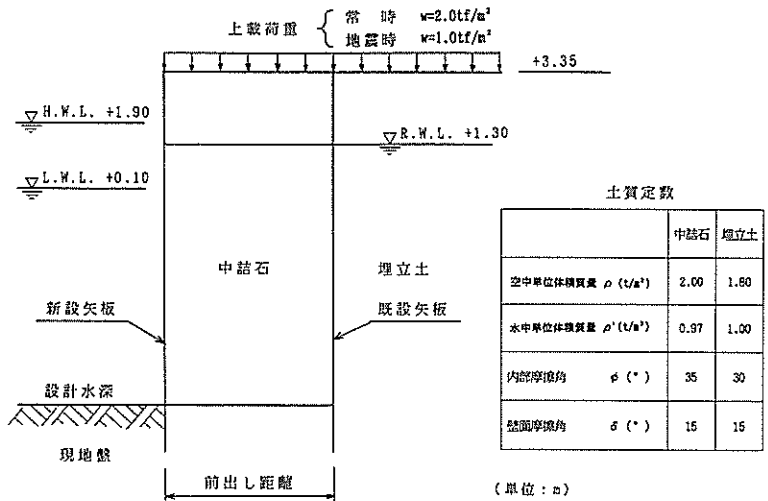 上載荷重
常 時 w=2.0tf/m²
地震時 w=1.0tf/m²
+3.35
H.W.L. +1.90
R.W.L. +1.30
L.W.L. +0.10
中詰石
埋立土
新設矢板
既設矢板
設計水深
現地盤
前出し距離
(単位:m)
土質定数
中詰石 埋立土
空中単位体積質量 ρ (t/m³) 2.00 1.80
水中単位体積質量 ρ'(t/m³) 0.97 1.00
内部摩擦角 φ (°) 35 30
壁面摩擦角 δ (°) 15 15